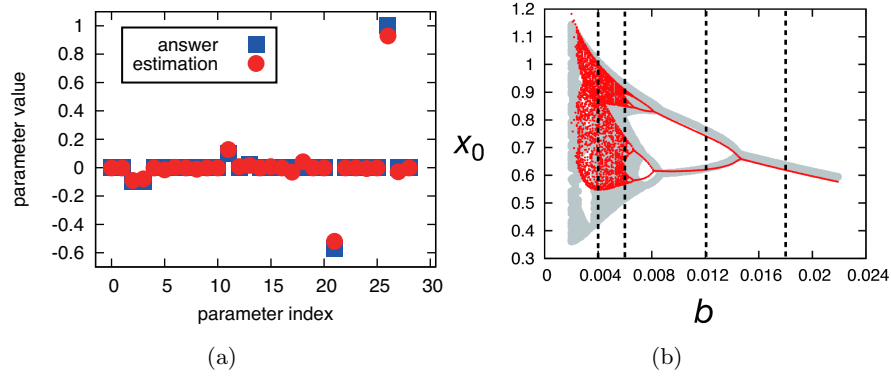 1
0.8
0.6
0.4
0.2
0
-0.2
-0.4
-0.6
parameter value
answer
estimation
0 5 10 15 20 25 30
parameter index
(a)
1.2
1.1
1
0.9
0.8
0.7
0.6
0.5
0.4
0.3
x0
0 0.004 0.008 0.012 0.016 0.02 0.024
b
(b)